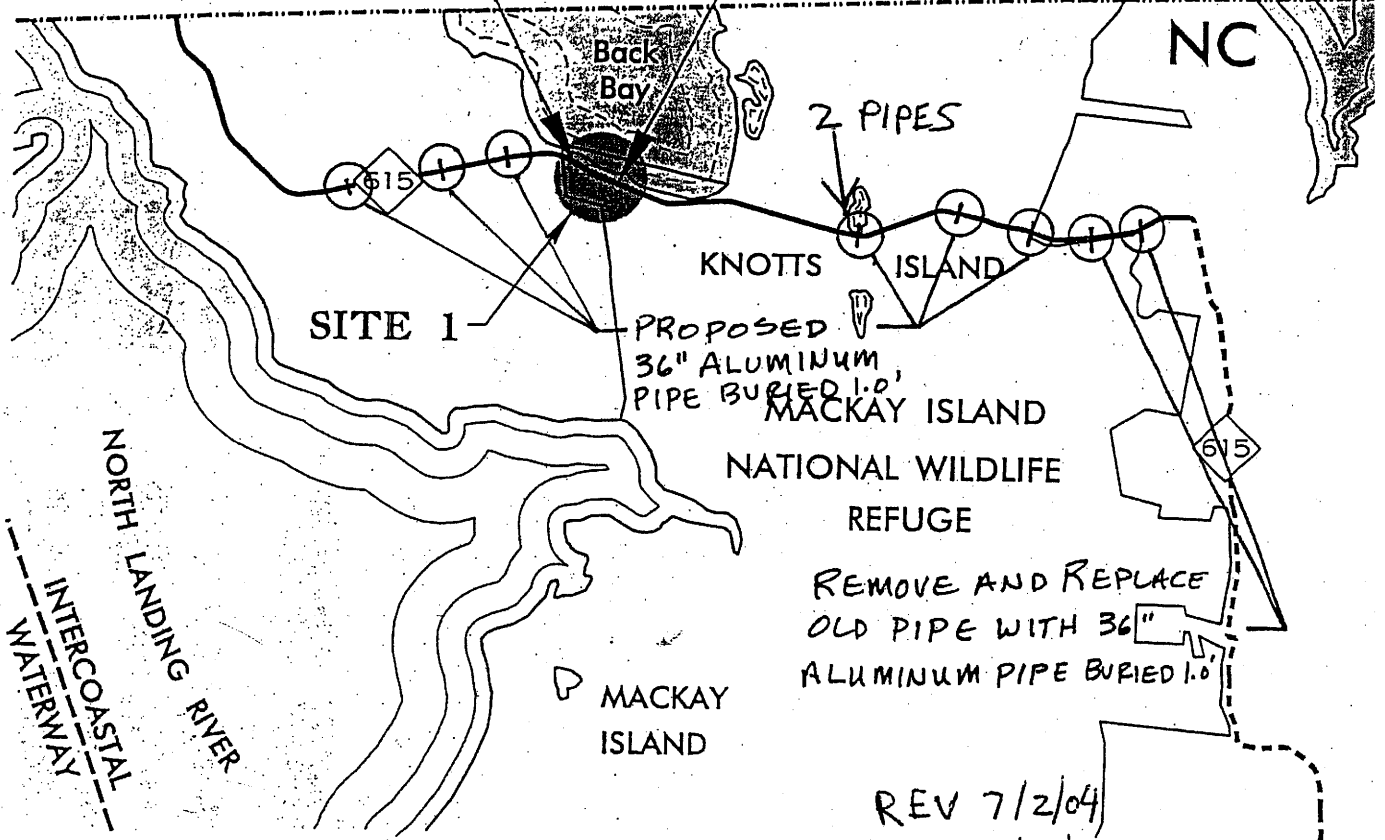 NC
Back
Bay
2 PIPES
615
KNOTTS ISLAND
SITE 1
PROPOSED
36" ALUMINUM
PIPE BURIED 1.0'
MACKAY ISLAND
NATIONAL WILDLIFE
REFUGE
615
NORTH LANDING RIVER
INTERCOASTAL
WATERWAY
REMOVE AND REPLACE
OLD PIPE WITH 36"
ALUMINUM PIPE BURIED 1.0'
MACKAY
ISLAND
REV 7/2/04